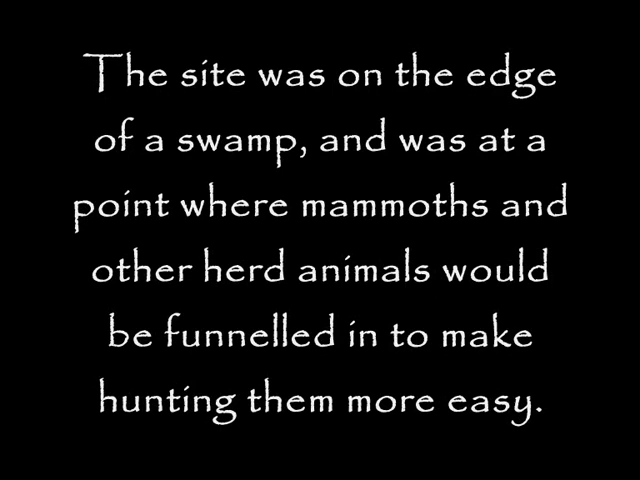 The site was on the edge
of a swamp, and was at a
point where mammoths and
other herd animals would
be funnelled in to make
hunting them more easy.